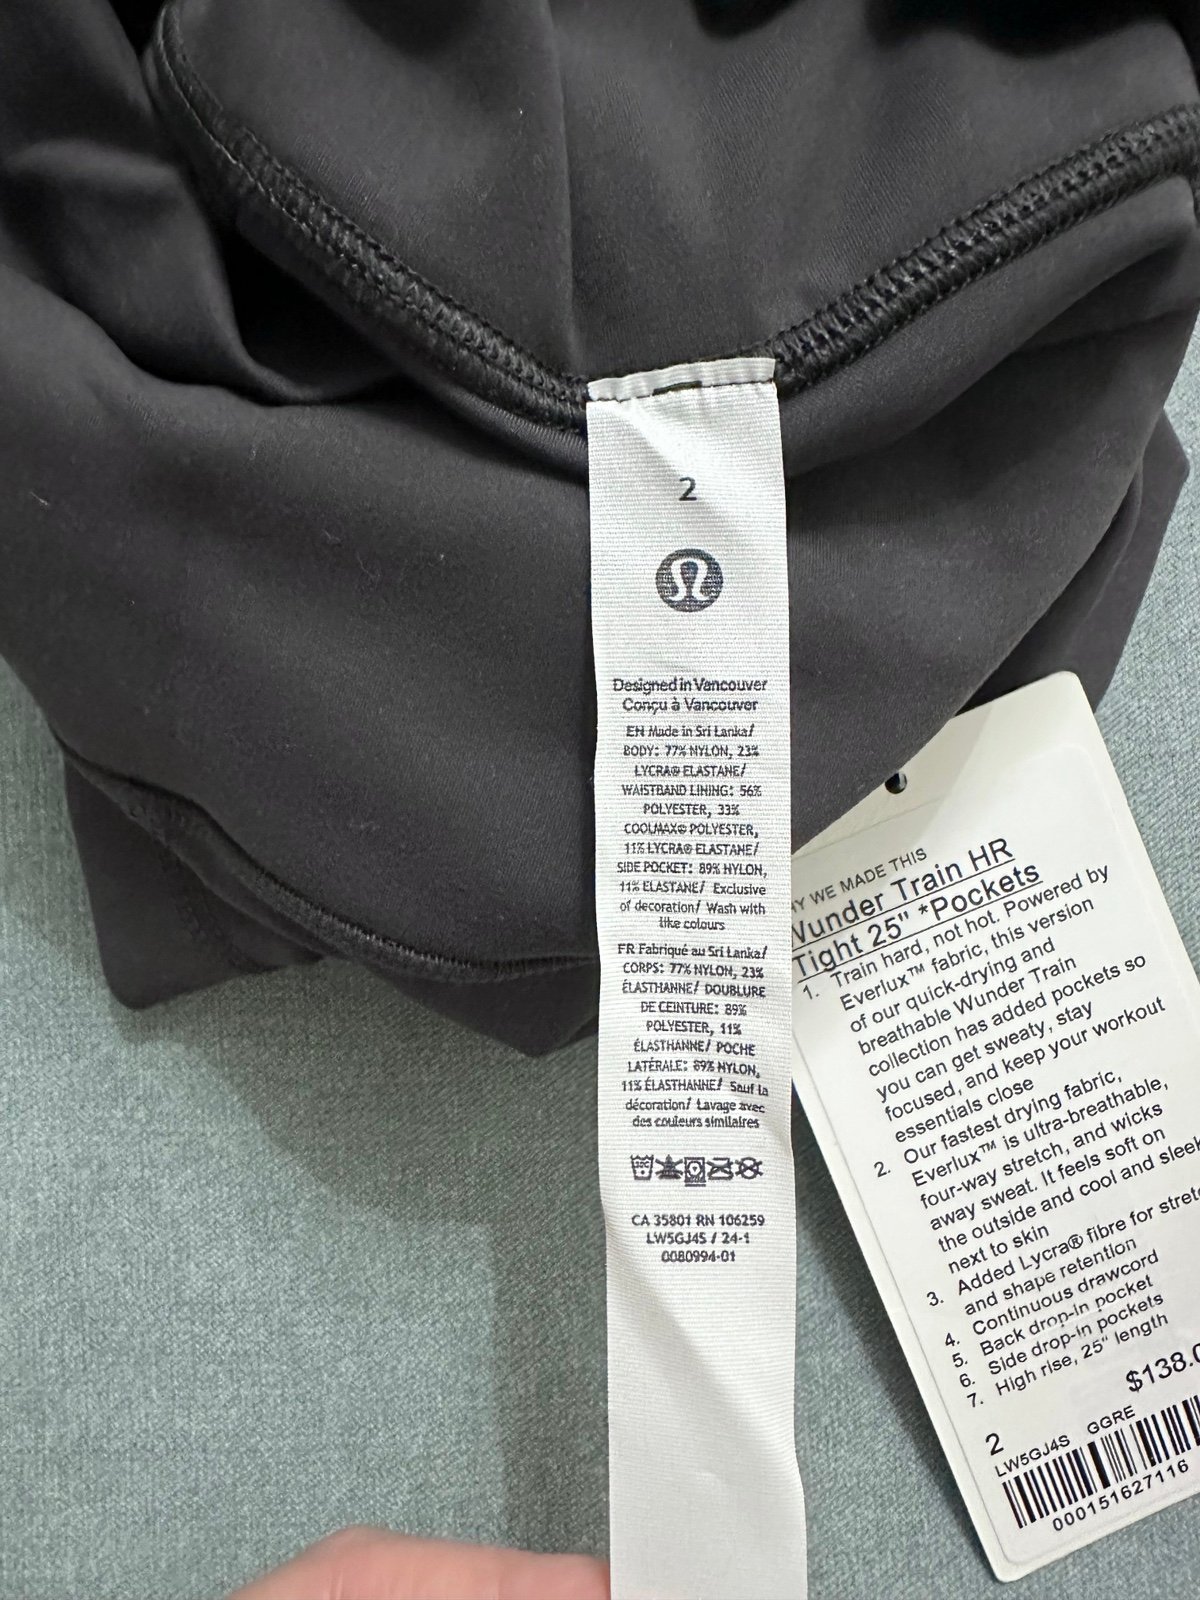 2
Designed in Vancouver
Conçu à Vancouver
EN Made in Sri Lanka/
BODY: 77% NYLON, 23%
LYCRA® ELASTANE/
WAISTBAND LINING: 56%
POLYESTER, 33%
COOLMAX® POLYESTER,
11% LYCRA® ELASTANE/
SIDE POCKET: 89% NYLON,
11% ELASTANE/ Exclusive
of decoration/ Wash with
like colours
FR Fabriqué au Sri Lanka/
CORPS: 77% NYLON, 23%
ÉLASTHANNE/ DOUBLURE
DE CEINTURE: 89%
POLYESTER, 11%
ÉLASTHANNE/ POCHE
LATÉRALE: 89% NYLON,
11% ÉLASTHANNE/ Sauf la
décoration/ Lavage avec
des couleurs similaires
CA 35801 RN 106259
LW5GJ4S / 24-1
0080994-01
WE MADE THIS
Wunder Train HR
Tight 25" *Pockets
1. Train hard, not hot. Powered by
Everlux™ fabric, this version
of our quick-drying and
breathable Wunder Train
collection has added pockets so
you can get sweaty, stay
focused, and keep your workout
essentials close
2. Our fastest drying fabric,
Everlux™ is ultra-breathable,
four-way stretch, and wicks
away sweat. It feels soft on
the outside and cool and sleek
next to skin
3. Added Lycra® fibre for stretch
and shape retention
4. Continuous drawcord
5. Back drop-in pocket
6. Side drop-in pockets
7. High rise, 25" length
$138.0
2
LW5GJ4S GGRE
000151627116